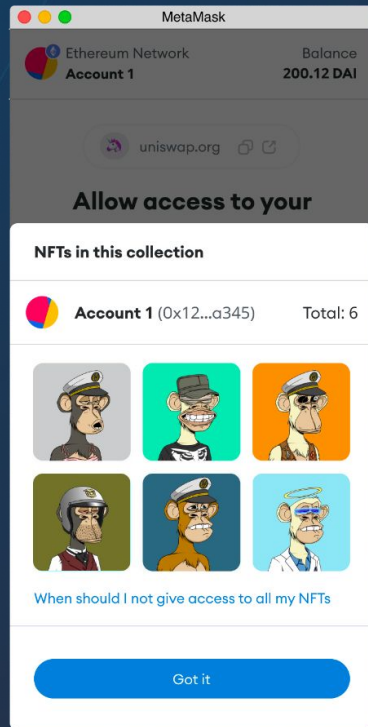 MetaMask
Ethereum Network
Balance
Account 1
200.12 DAI
uniswap.org
Allow access to your
NFTs in this collection
Account 1 (0x12...a345)
Total: 6
When should I not give access to all my NFTs
Got it